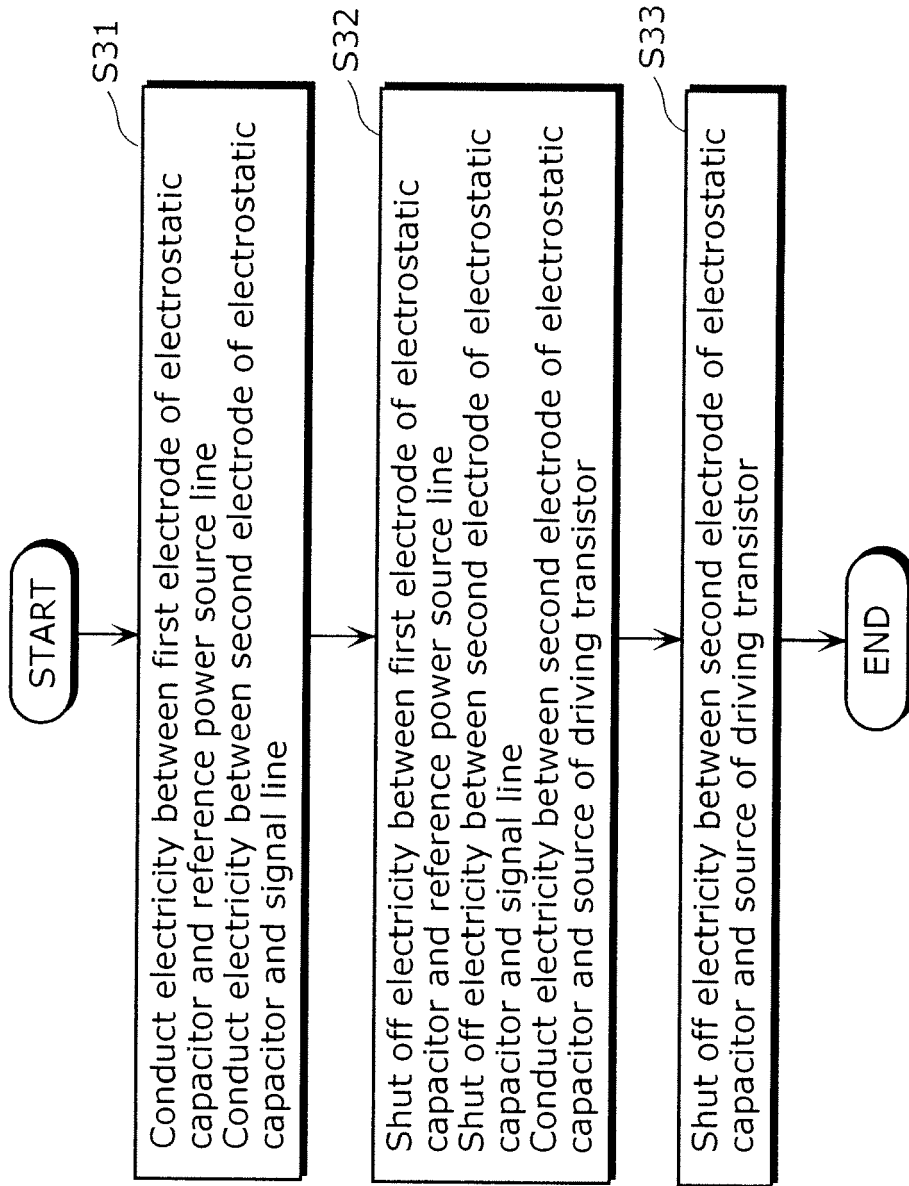 START
S31
Conduct electricity between first electrode of electrostatic
capacitor and reference power source line
Conduct electricity between second electrode of electrostatic
capacitor and signal line
S32
Shut off electricity between first electrode of electrostatic
capacitor and reference power source line
Shut off electricity between second electrode of electrostatic
capacitor and signal line
Conduct electricity between second electrode of electrostatic
capacitor and source of driving transistor
S33
Shut off electricity between second electrode of electrostatic
capacitor and source of driving transistor
END